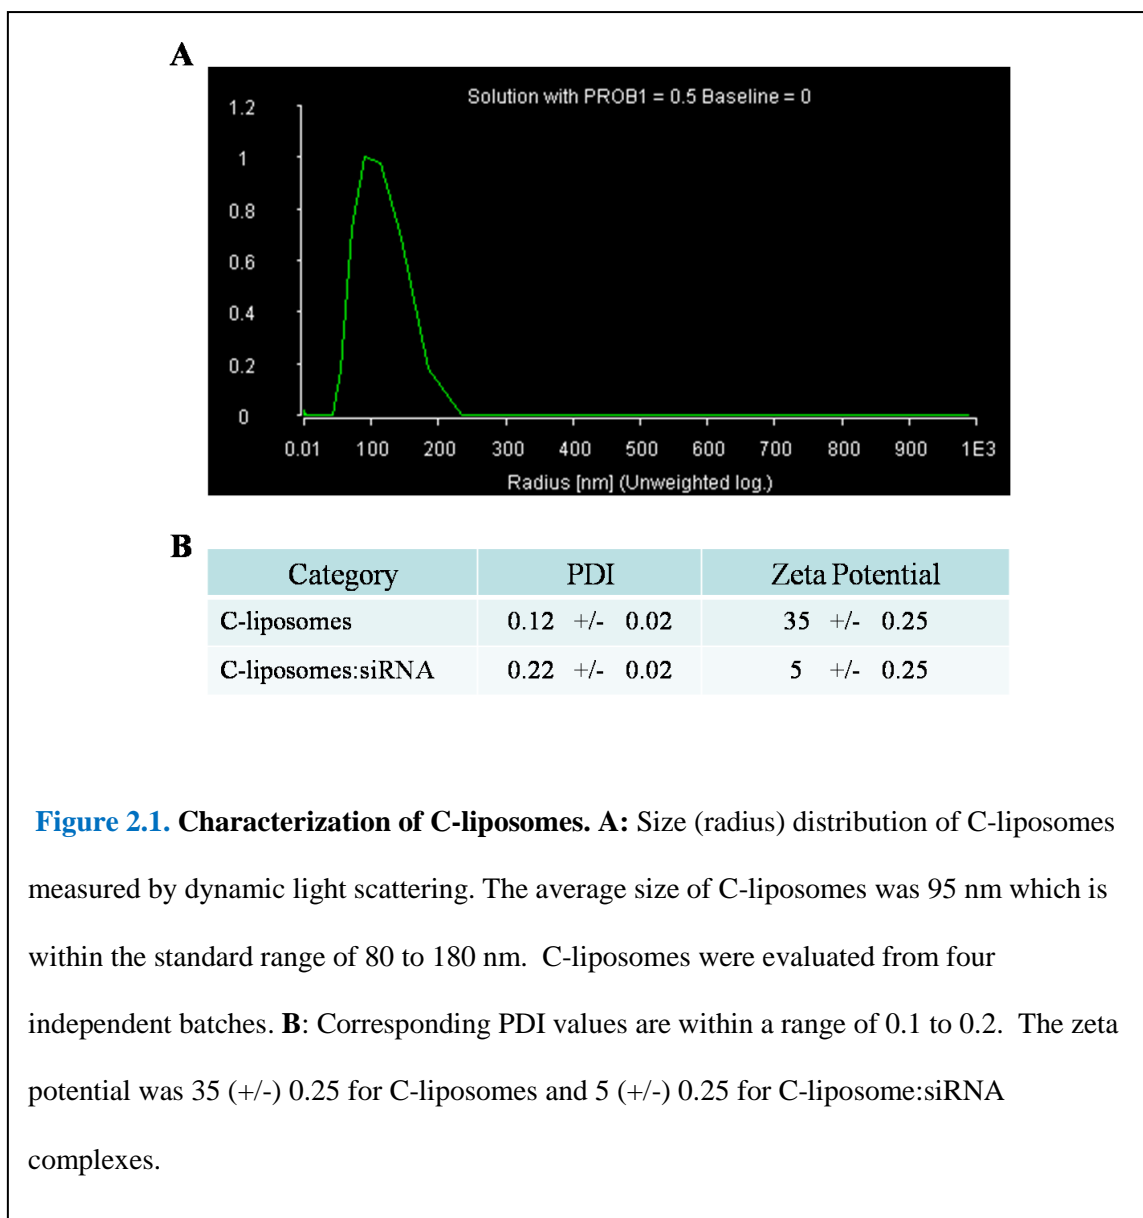 A
Solution with PROB1 = 0.5 Baseline = 0
1.2
1
0.8
0.6
0.4
0.2
0
0.01 100 200 300 400 500 600 700 800 900 1E3
Radius [nm] (Unweighted log.)
B
Category PDI Zeta Potential
C-liposomes 0.12 +/- 0.02 35 +/- 0.25
C-liposomes:siRNA 0.22 +/- 0.02 5 +/- 0.25
Figure 2.1. Characterization of C-liposomes. A: Size (radius) distribution of C-liposomes
measured by dynamic light scattering. The average size of C-liposomes was 95 nm which is
within the standard range of 80 to 180 nm.  C-liposomes were evaluated from four
independent batches. B: Corresponding PDI values are within a range of 0.1 to 0.2.  The zeta
potential was 35 (+/-) 0.25 for C-liposomes and 5 (+/-) 0.25 for C-liposome:siRNA
complexes.